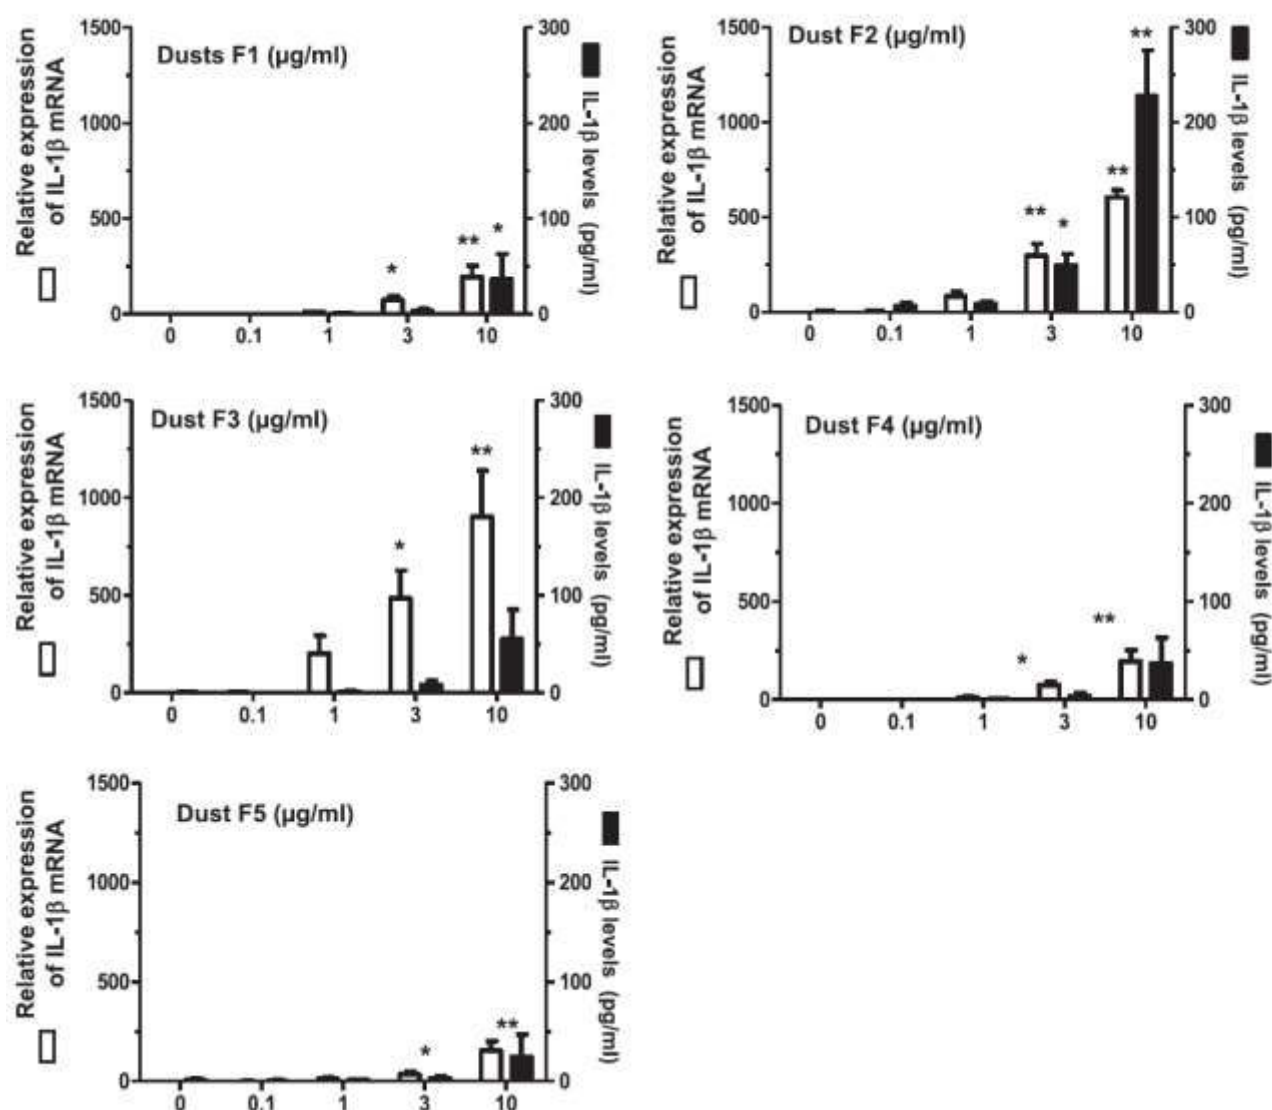 Relative expression
of IL-1β mRNA
1500
1000
500
0
Dusts F1 (µg/ml)
*
**
*
0 0.1 1 3 10
300
200
100
0
IL-1β levels (pg/ml)
Relative expression
of IL-1β mRNA
1500
1000
500
0
Dust F2 (µg/ml)
**
*
**
**
0 0.1 1 3 10
300
200
100
0
IL-1β levels (pg/ml)
Relative expression
of IL-1β mRNA
1500
1000
500
0
Dust F3 (µg/ml)
*
**
0 0.1 1 3 10
300
200
100
0
IL-1β levels (pg/ml)
Relative expression
of IL-1β mRNA
1500
1000
500
0
Dust F4 (µg/ml)
*
**
0 0.1 1 3 10
300
200
100
0
IL-1β levels (pg/ml)
Relative expression
of IL-1β mRNA
1500
1000
500
0
Dust F5 (µg/ml)
*
**
0 0.1 1 3 10
300
200
100
0
IL-1β levels (pg/ml)